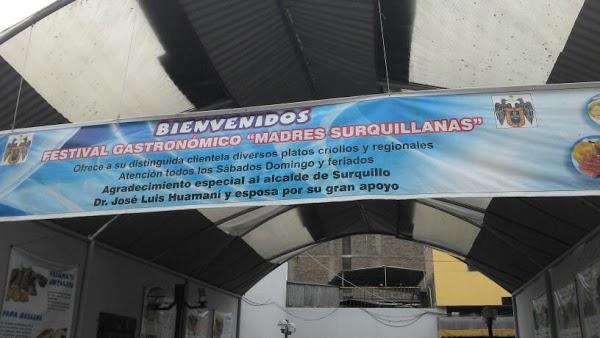 BIENVENIDOS
FESTIVAL GASTRONÓMICO "MADRES SURQUILLANAS"
Ofrece a su distinguida clientela diversos platos criollos y regionales
Atención todos los Sábados Domingo y feriados
Agradecimiento especial al alcalde de Surquillo
Dr. José Luis Huamaní y esposa por su gran apoyo
PAPA